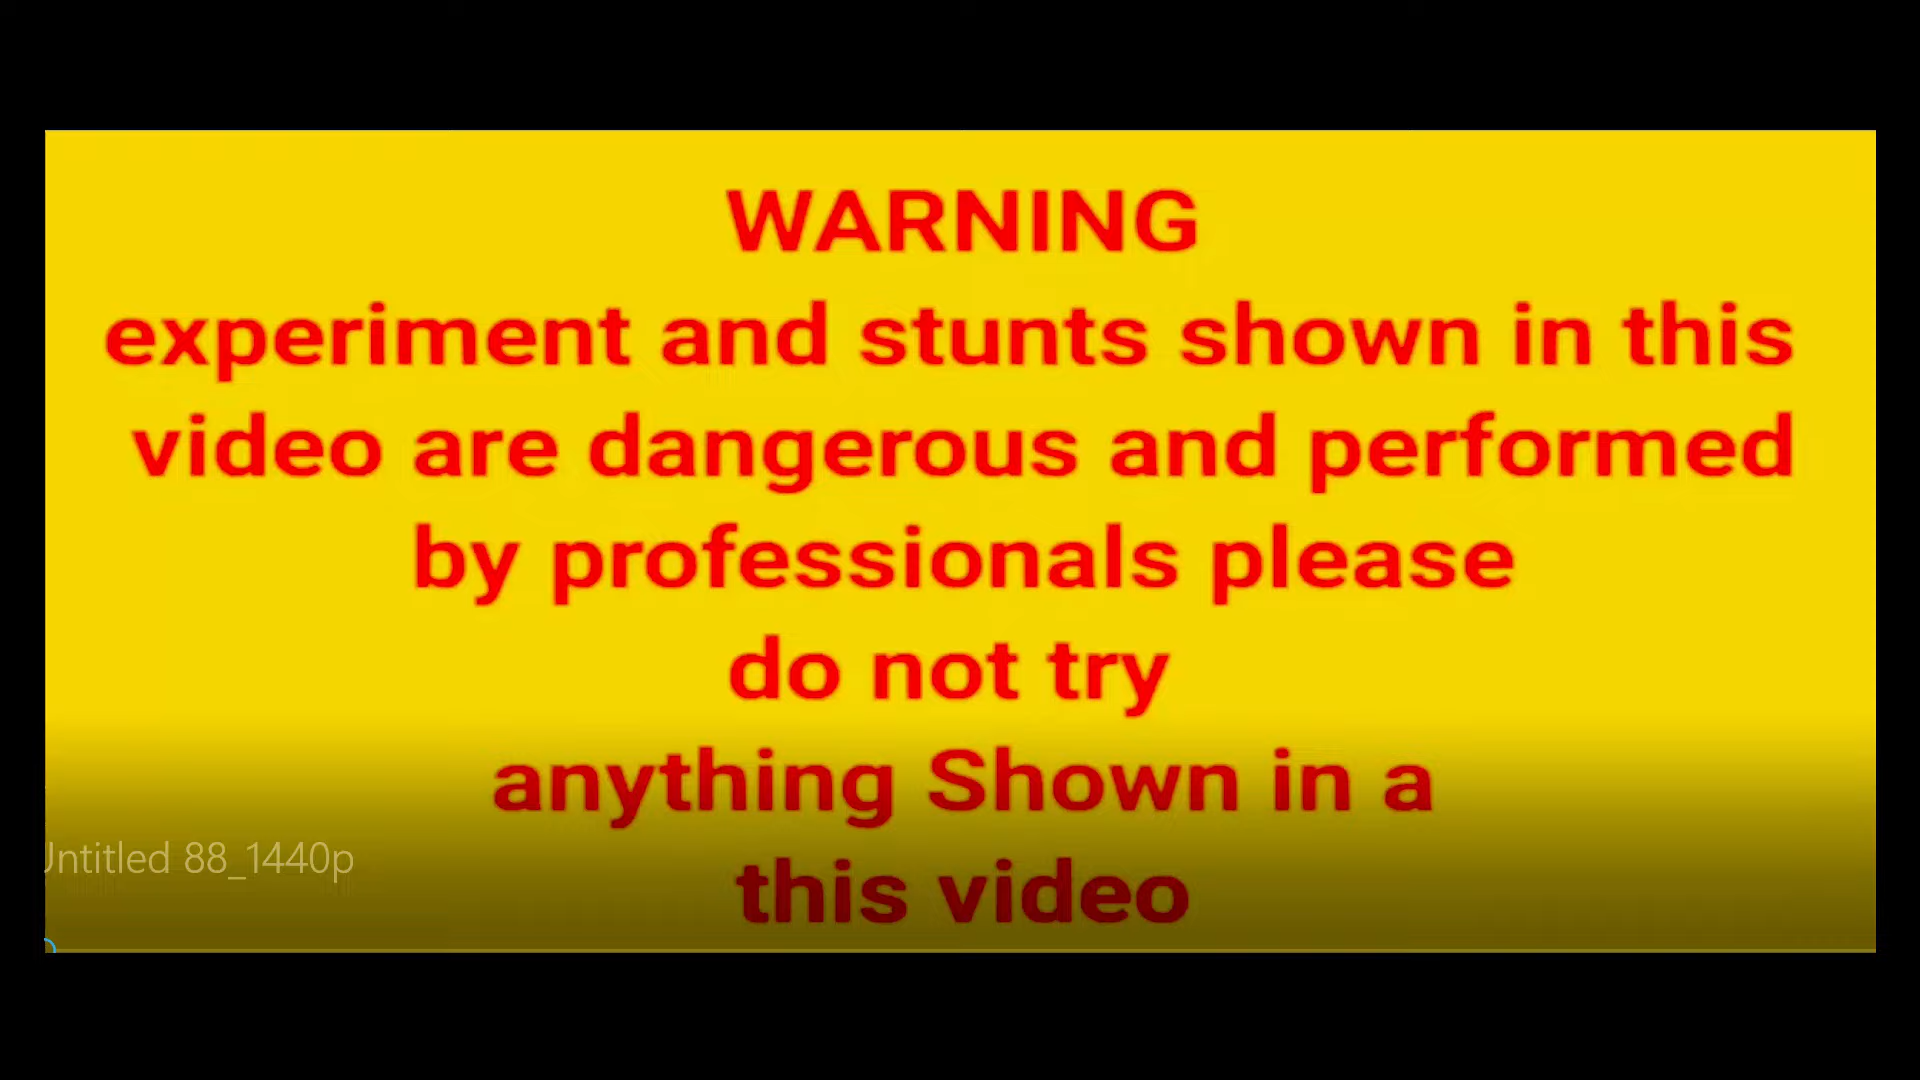 WARNING
experiment and stunts shown in this
video are dangerous and performed
by professionals please
do not try
anything Shown in a
Untitled 88_1440p
this video